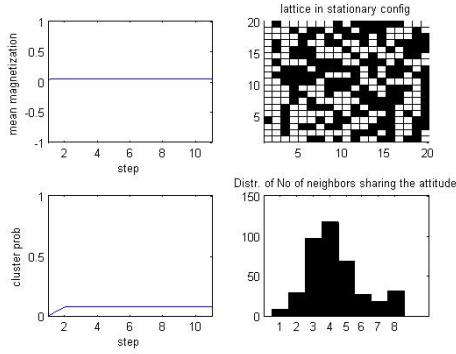 lattice in stationary config
1
0.5
0
-0.5
-1
mean magnetization
2 4 6 8 10
step
20
15
10
5
5 10 15 20
Distr. of No of neighbors sharing the attitude
1
0.5
0
cluster prob
2 4 6 8 10
step
150
100
50
0
1 2 3 4 5 6 7 8